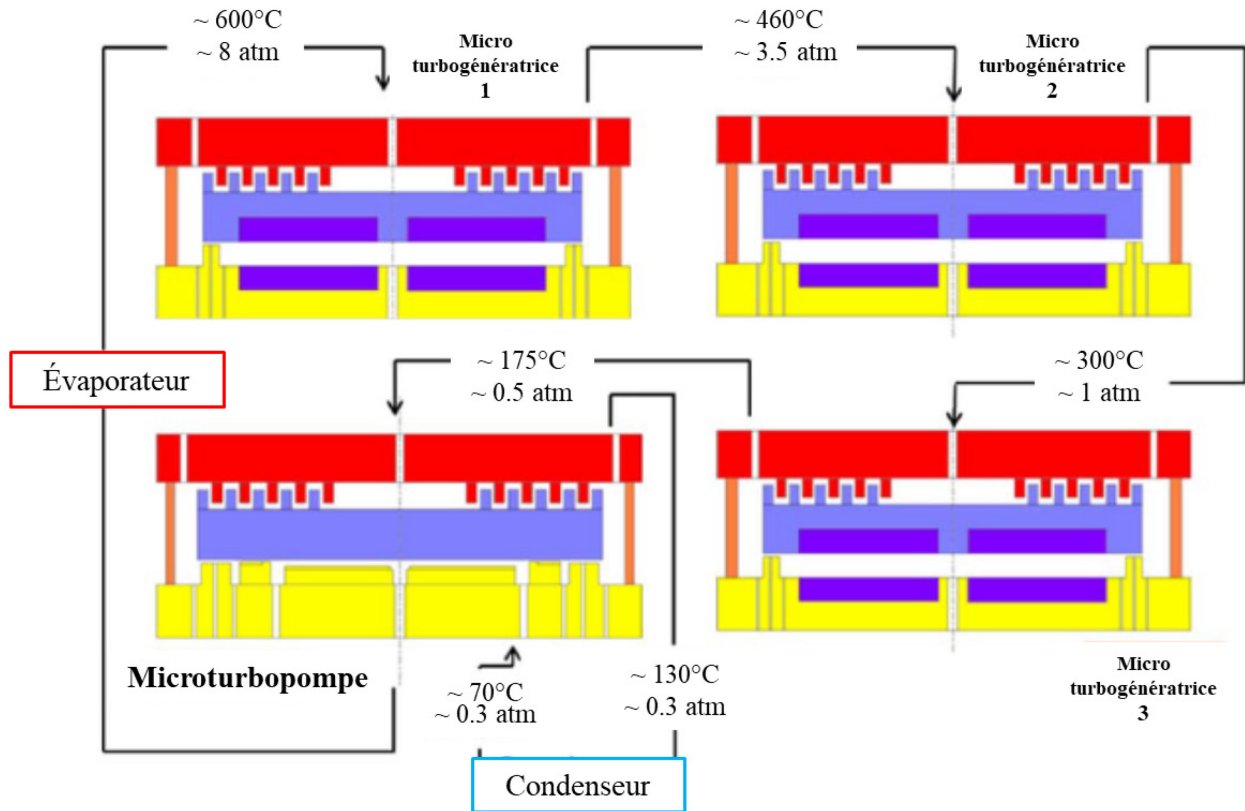 ~ 600°C
~ 8 atm
Micro
turbogénératrice
1
~ 460°C
~ 3.5 atm
Micro
turbogénératrice
2
Évaporateur
~ 175°C
~ 0.5 atm
~ 300°C
~ 1 atm
Microturbopompe
~ 70°C
~ 0.3 atm
~ 130°C
~ 0.3 atm
Micro
turbogénératrice
3
Condenseur